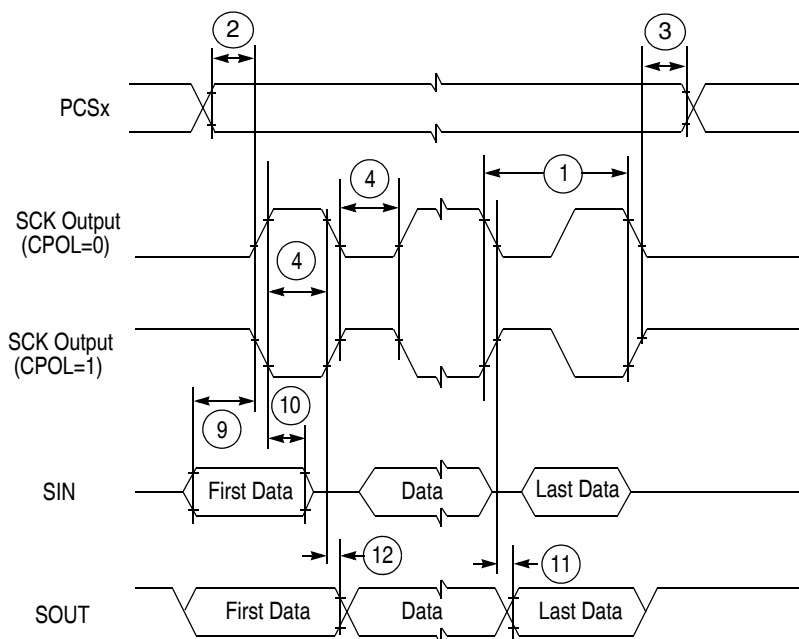 2
3
PCSx
4
1
SCK Output
(CPOL=0)
4
SCK Output
(CPOL=1)
9
10
SIN
First Data
Data
Last Data
12
11
SOUT
First Data
Data
Last Data